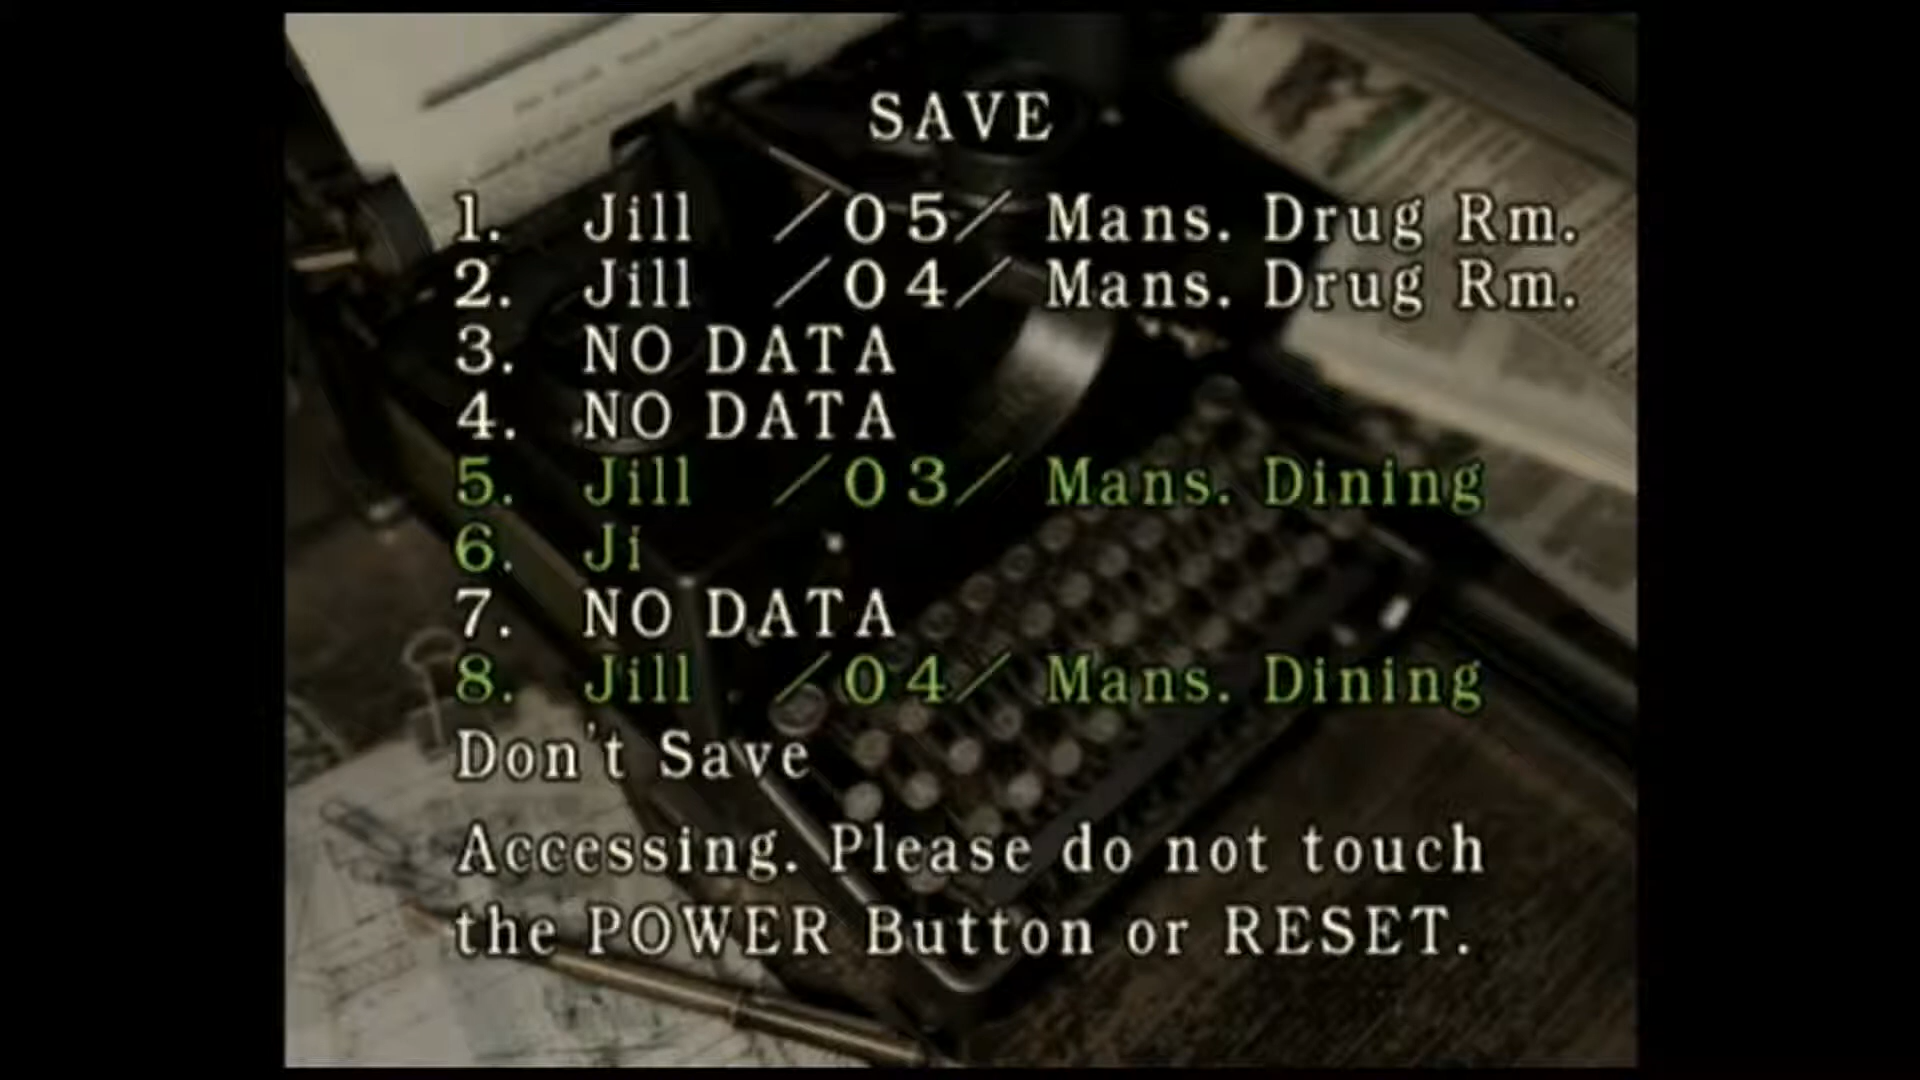 SAVE
1. Jill /05/ Mans. Drug Rm.
2. Jill /04/ Mans. Drug Rm.
3. NO DATA
4. NO DATA
5. Jill /03/ Mans. Dining
6. Ji
7. NO DATA
8. Jill /04/ Mans. Dining
Don't Save
Accessing. Please do not touch
the POWER Button or RESET.